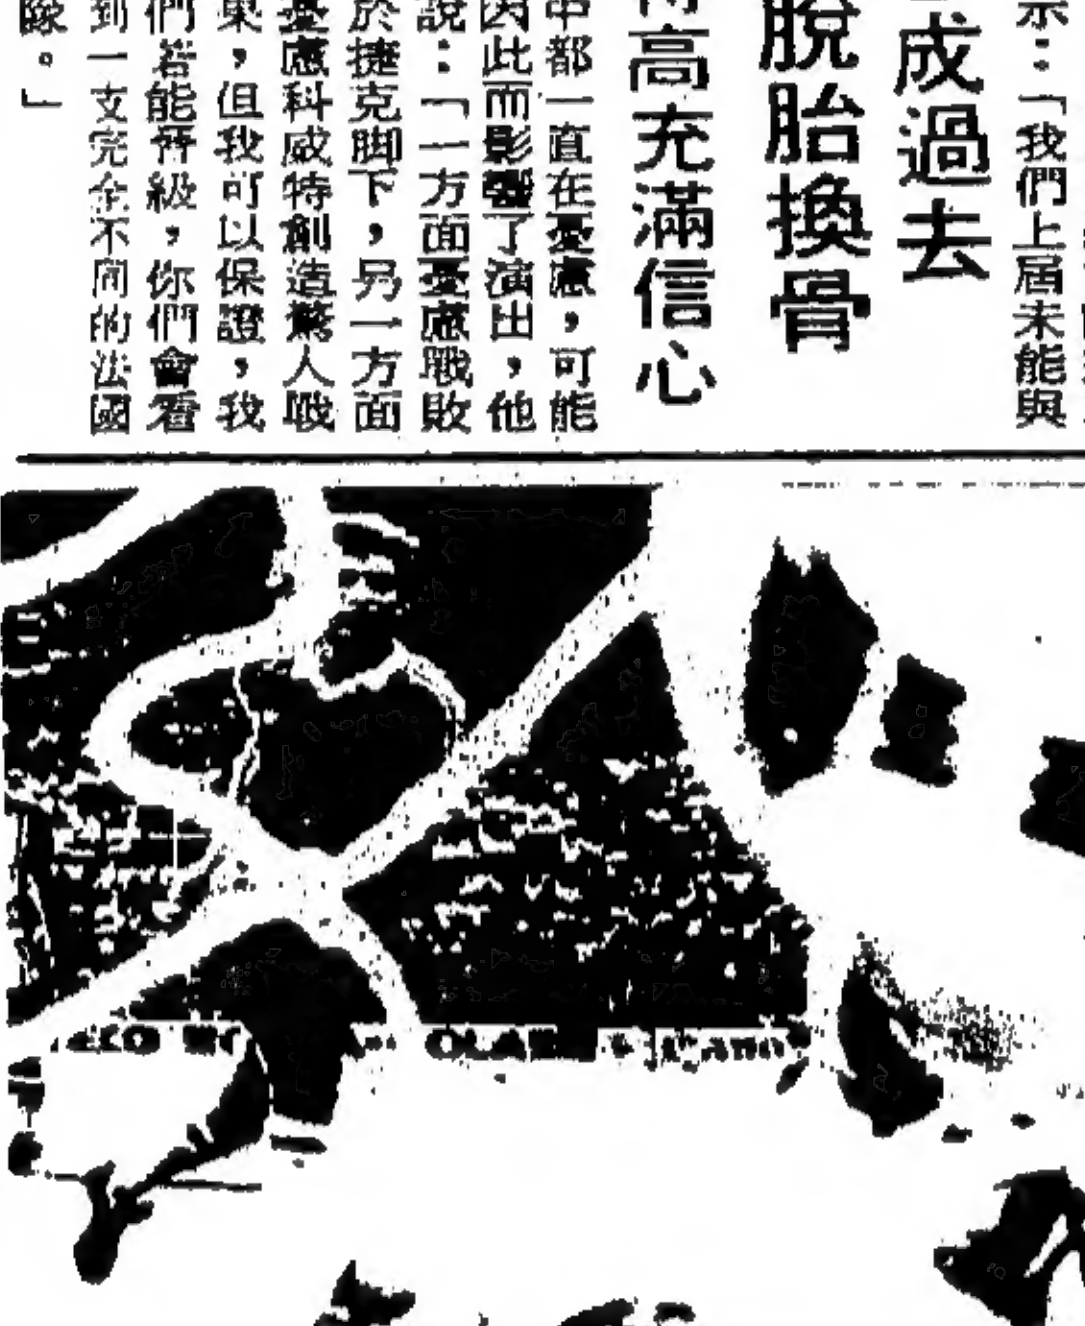 示：「我們上屆未能與
成過去
脫胎換骨
得高充滿信心
中都一直在憂慮，可能
因此而影響了演出，他
說：「一方面憂慮戰敗
於捷克脚下，另一方面
憂慮科威特創造驚人戰
果，但我可以保證，我
們若能晉級，你們會看
到一支完全不同的法國
隊。」